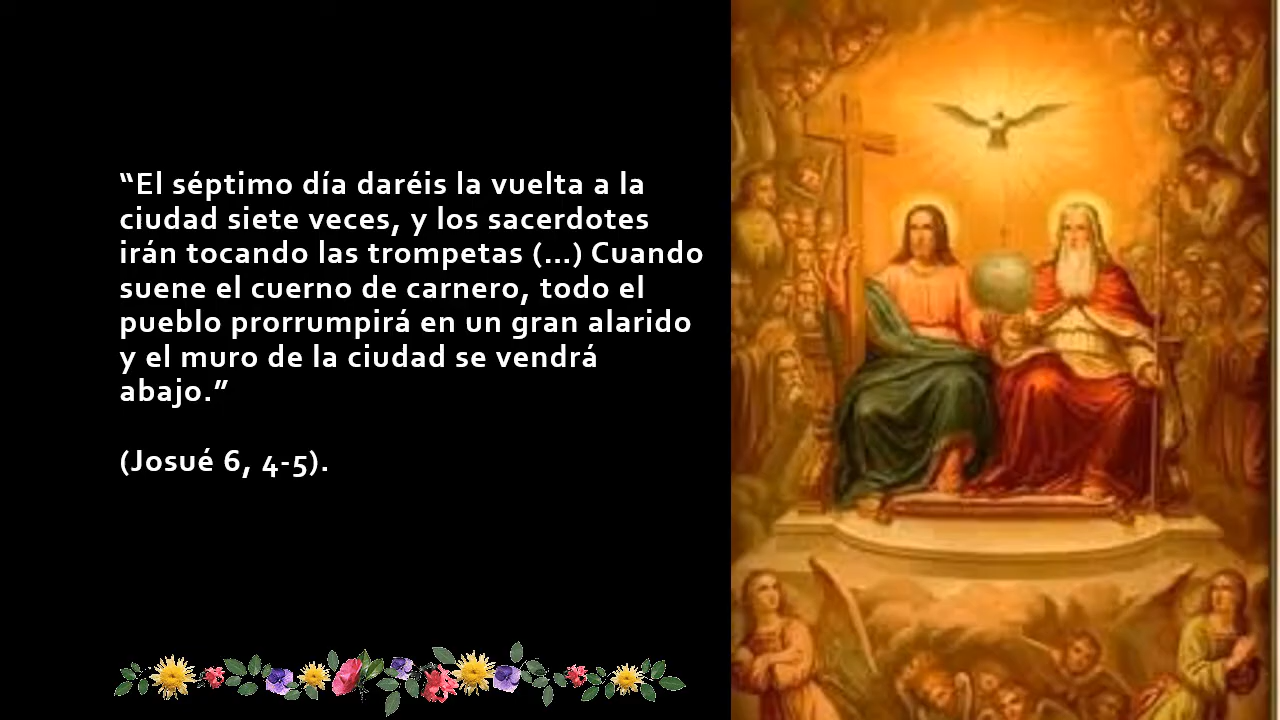 “El séptimo día daréis la vuelta a la
ciudad siete veces, y los sacerdotes
irán tocando las trompetas (...) Cuando
suene el cuerno de carnero, todo el
pueblo prorrumpirá en un gran alarido
y el muro de la ciudad se vendrá
abajo.”
(Josué 6, 4-5).